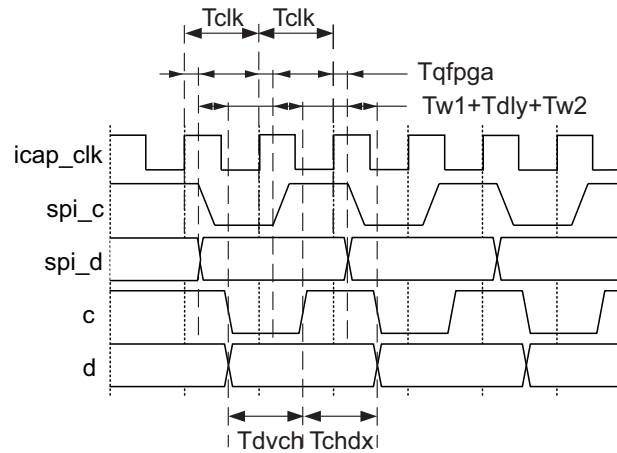 Tclk Tclk
Tqfpga
Tw1+Tdly+Tw2
icap_clk
spi_c
spi_d
c
d
Tdvch Tchdx